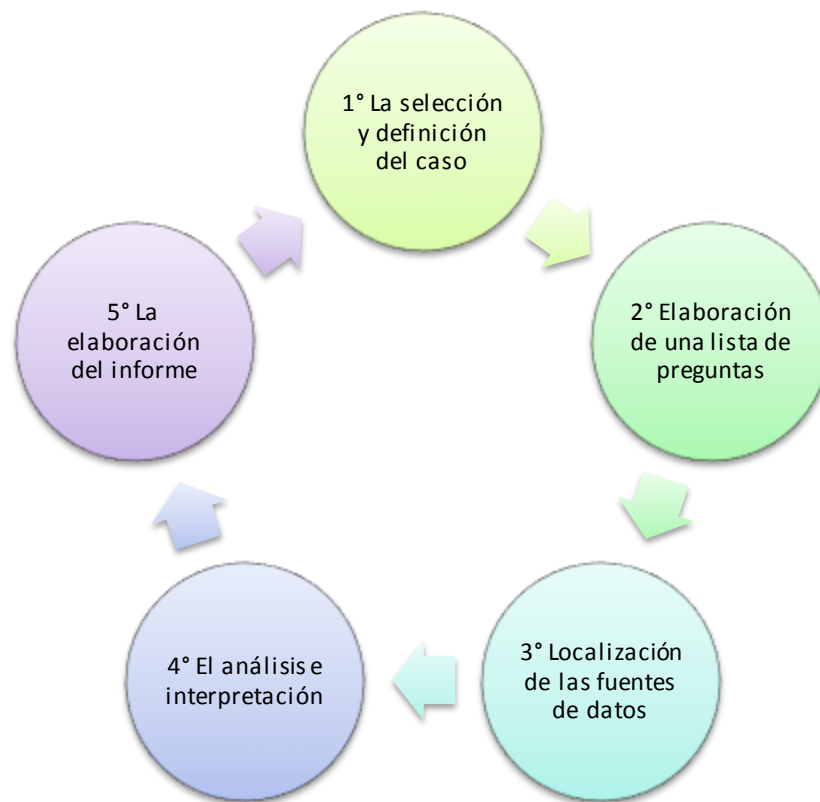 1° La selección
y definición
del caso
2° Elaboración
de una lista de
preguntas
3° Localización
de las fuentes
de datos
4° El análisis e
interpretación
5° La
elaboración
del informe